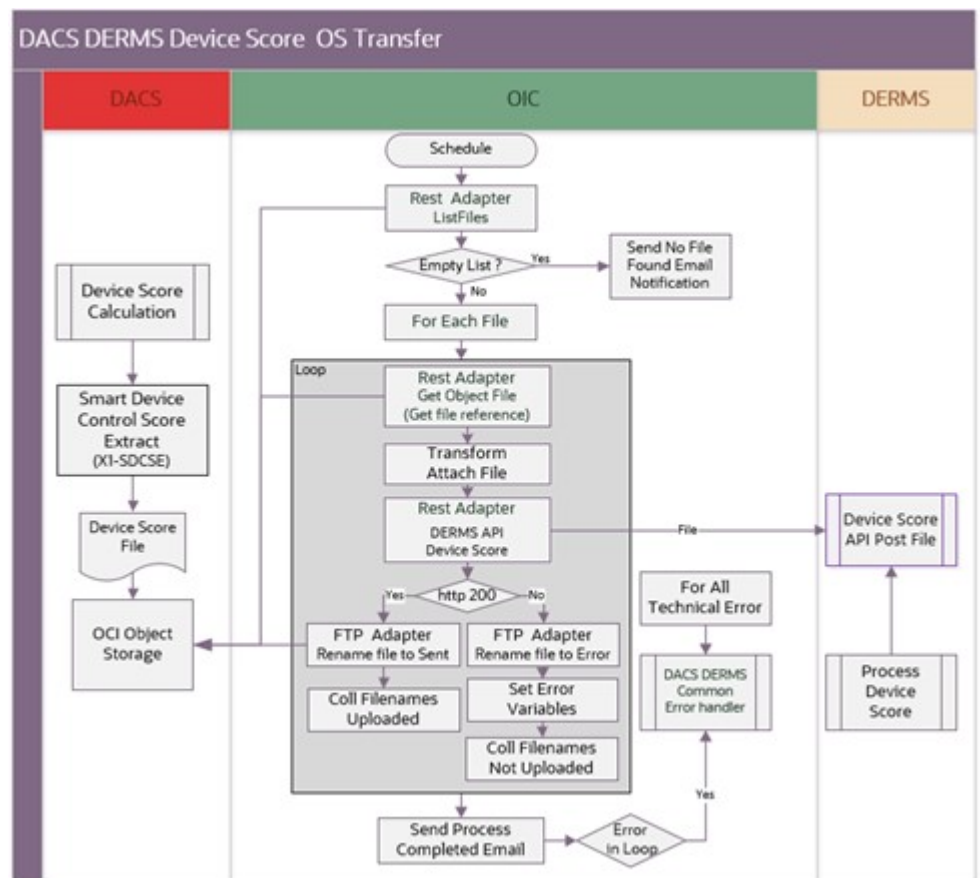 DACS DERMS Device Score OS Transfer
DACS
OIC
DERMS
Schedule
Rest Adapter
ListFiles
Empty List ?
Yes
Send No File
Found Email
Notification
No
For Each File
Device Score
Calculation
Smart Device
Control Score
Extract
(X1-SDCSE)
Device Score
File
OCI Object
Storage
Loop
Rest Adapter
Get Object File
(Get file reference)
Transform
Attach File
Rest Adapter
DERMS API
Device Score
File
Device Score
API Post File
Yes
http 200
No
FTP Adapter
Rename file to Sent
Coll Filenames
Uploaded
FTP Adapter
Rename file to Error
Set Error
Variables
Coll Filenames
Not Uploaded
For All
Technical Error
DACS DERMS
Common
Error handler
Process
Device
Score
Yes
Send Process
Completed Email
Error
in Loop